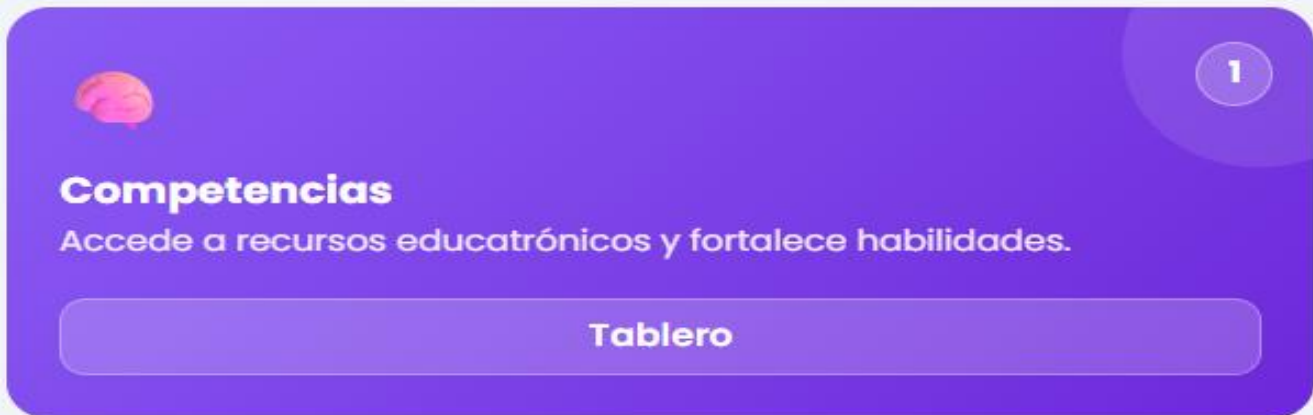 1
Competencias
Accede a recursos educatrónicos y fortalece habilidades.
Tablero